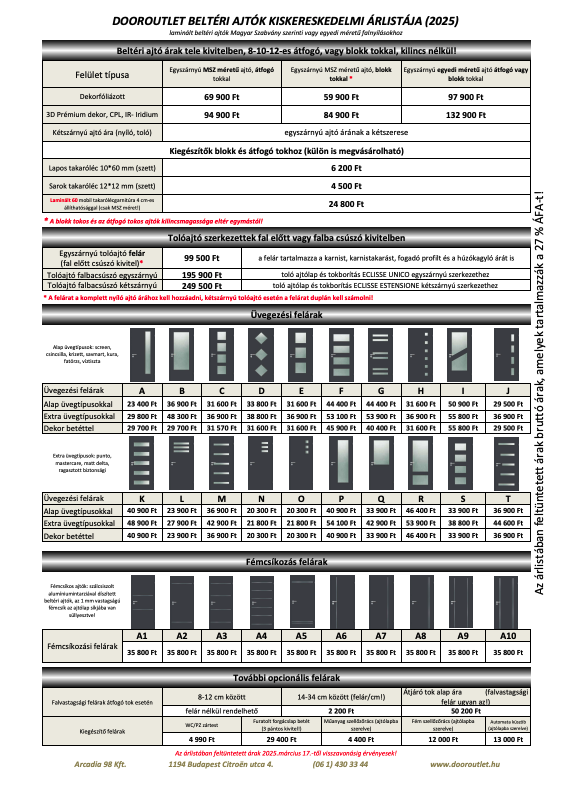 DOOROUTLET BELTÉRI AJTÓK KISKERESKEDELMI ÁRLISTÁJA (2025)
laminált beltéri ajtók Magyar Szabvány szerinti vagy egyedi méretű falnyílásokhoz
Beltéri ajtó árak tele kivitelben, 8-10-12-es átfogó, vagy blokk tokkal, kilincs nélkül!
Felület típusa
Egyszárnyú MSZ méretű ajtó, átfogó tokkal
Egyszárnyú MSZ méretű ajtó, blokk tokkal *
Egyszárnyú egyedi méretű ajtó átfogó vagy blokk tokkal
Dekorfóliázott 69 900 Ft 59 900 Ft 97 900 Ft
3D Prémium dekor, CPL, IR- Iridium 94 900 Ft 84 900 Ft 132 900 Ft
Kétszárnyú ajtó ára (nyíló, toló) egyszárnyú ajtó árának a kétszerese
Kiegészítők blokk és átfogó tokhoz (külön is megvásárolható)
Lapos takaróléc 10*60 mm (szett) 6 200 Ft
Sarok takaróléc 12*12 mm (szett) 4 500 Ft
Laminált 60 mobil takarólécgarnitúra 4 cm-es állíthatósággal (csak MSZ méret!) 24 800 Ft
* A blokk tokos és az átfogó tokos ajtók kilincsmagassága eltér egymástól!
Tolóajtó szerkezettek fal előtt vagy falba csúszó kivitelben
Egyszárnyú tolóajtó felár (fal előtt csúszó kivitel)* 99 500 Ft a felár tartalmazza a karnist, karnistakarást, fogadó profilt és a húzókagyló árát is
Tolóajtó falbacsúszó egyszárnyú 195 900 Ft toló ajtólap és tokborítás ECLISSE UNICO egyszárnyú szerkezethez
Tolóajtó falbacsúszó kétszárnyú 249 500 Ft toló ajtólap és tokborítás ECLISSE ESTENSIONE kétszárnyú szerkezethez
* A felárat a komplett nyíló ajtó árához kell hozzáadni, kétszárnyú tolóajtó esetén a felárat duplán kell számolni!
Üvegezési felárak
Alap üvegtípusok: screen, csincsilla, krizett, savmart, kura, fatörzs, víztiszta
Üvegezési felárak A B C D E F G H I J
Alap üvegtípusokkal 23 400 Ft 36 900 Ft 31 600 Ft 33 800 Ft 31 600 Ft 44 400 Ft 44 400 Ft 31 600 Ft 50 900 Ft 29 500 Ft
Extra üvegtípusokkal 29 800 Ft 48 300 Ft 36 900 Ft 38 800 Ft 36 900 Ft 53 100 Ft 53 900 Ft 36 900 Ft 55 800 Ft 36 900 Ft
Dekor betéttel 29 700 Ft 29 700 Ft 31 570 Ft 31 600 Ft 31 600 Ft 45 900 Ft 40 400 Ft 31 600 Ft 55 800 Ft 29 500 Ft
Extra üvegtípusok: punto, mastercare, matt delta, ragasztott biztonsági
Üvegezési felárak K L M N O P Q R S T
Alap üvegtípusokkal 40 900 Ft 23 900 Ft 36 900 Ft 20 300 Ft 20 300 Ft 40 900 Ft 33 900 Ft 46 400 Ft 33 900 Ft 36 900 Ft
Extra üvegtípusokkal 48 900 Ft 27 900 Ft 42 900 Ft 21 800 Ft 21 800 Ft 54 100 Ft 42 900 Ft 53 900 Ft 38 800 Ft 44 600 Ft
Dekor betéttel 40 900 Ft 23 900 Ft 36 900 Ft 20 300 Ft 20 300 Ft 40 900 Ft 36 900 Ft 46 400 Ft 33 900 Ft 36 900 Ft
Fémcsíkozás felárak
Fémcsíkos ajtók: szálcsiszolt alumíniumintarziával díszített beltéri ajtók, az 1 mm vastagságú fémcsík az ajtólap síkjába van süllyesztve!
A1 A2 A3 A4 A5 A6 A7 A8 A9 A10
Fémcsíkozási felárak 35 800 Ft 35 800 Ft 35 800 Ft 35 800 Ft 35 800 Ft 35 800 Ft 35 800 Ft 35 800 Ft 35 800 Ft 35 800 Ft
További opcionális felárak
Falvastagsági felárak átfogó tok esetén
8-12 cm között 14-34 cm között (felár/cm!) Átjáró tok alap ára (falvastagsági felár ugyan az!)
felár nélkül rendelhető 2 200 Ft 50 200 Ft
Kiegészítő felárak
WC/PZ zártest
Furatolt forgácslap betét (3 pántos kivitel!)
Műanyag szellőzőrács (ajtólapba szerelve)
Fém szellőzőrács (ajtólapba szerelve)
Automata küszöb (ajtólapba szerelve)
4 990 Ft 29 400 Ft 4 400 Ft 12 000 Ft 13 000 Ft
Az árlistában feltüntetett árak 2025.március 17.-től visszavonásig érvényesek!
Arcadia 98 Kft. 1194 Budapest Citroën utca 4. (06 1) 430 33 44 www.dooroutlet.hu
Az árlistában feltüntetett árak bruttó árak, amelyek tartalmazzák a 27 % ÁFA-t!